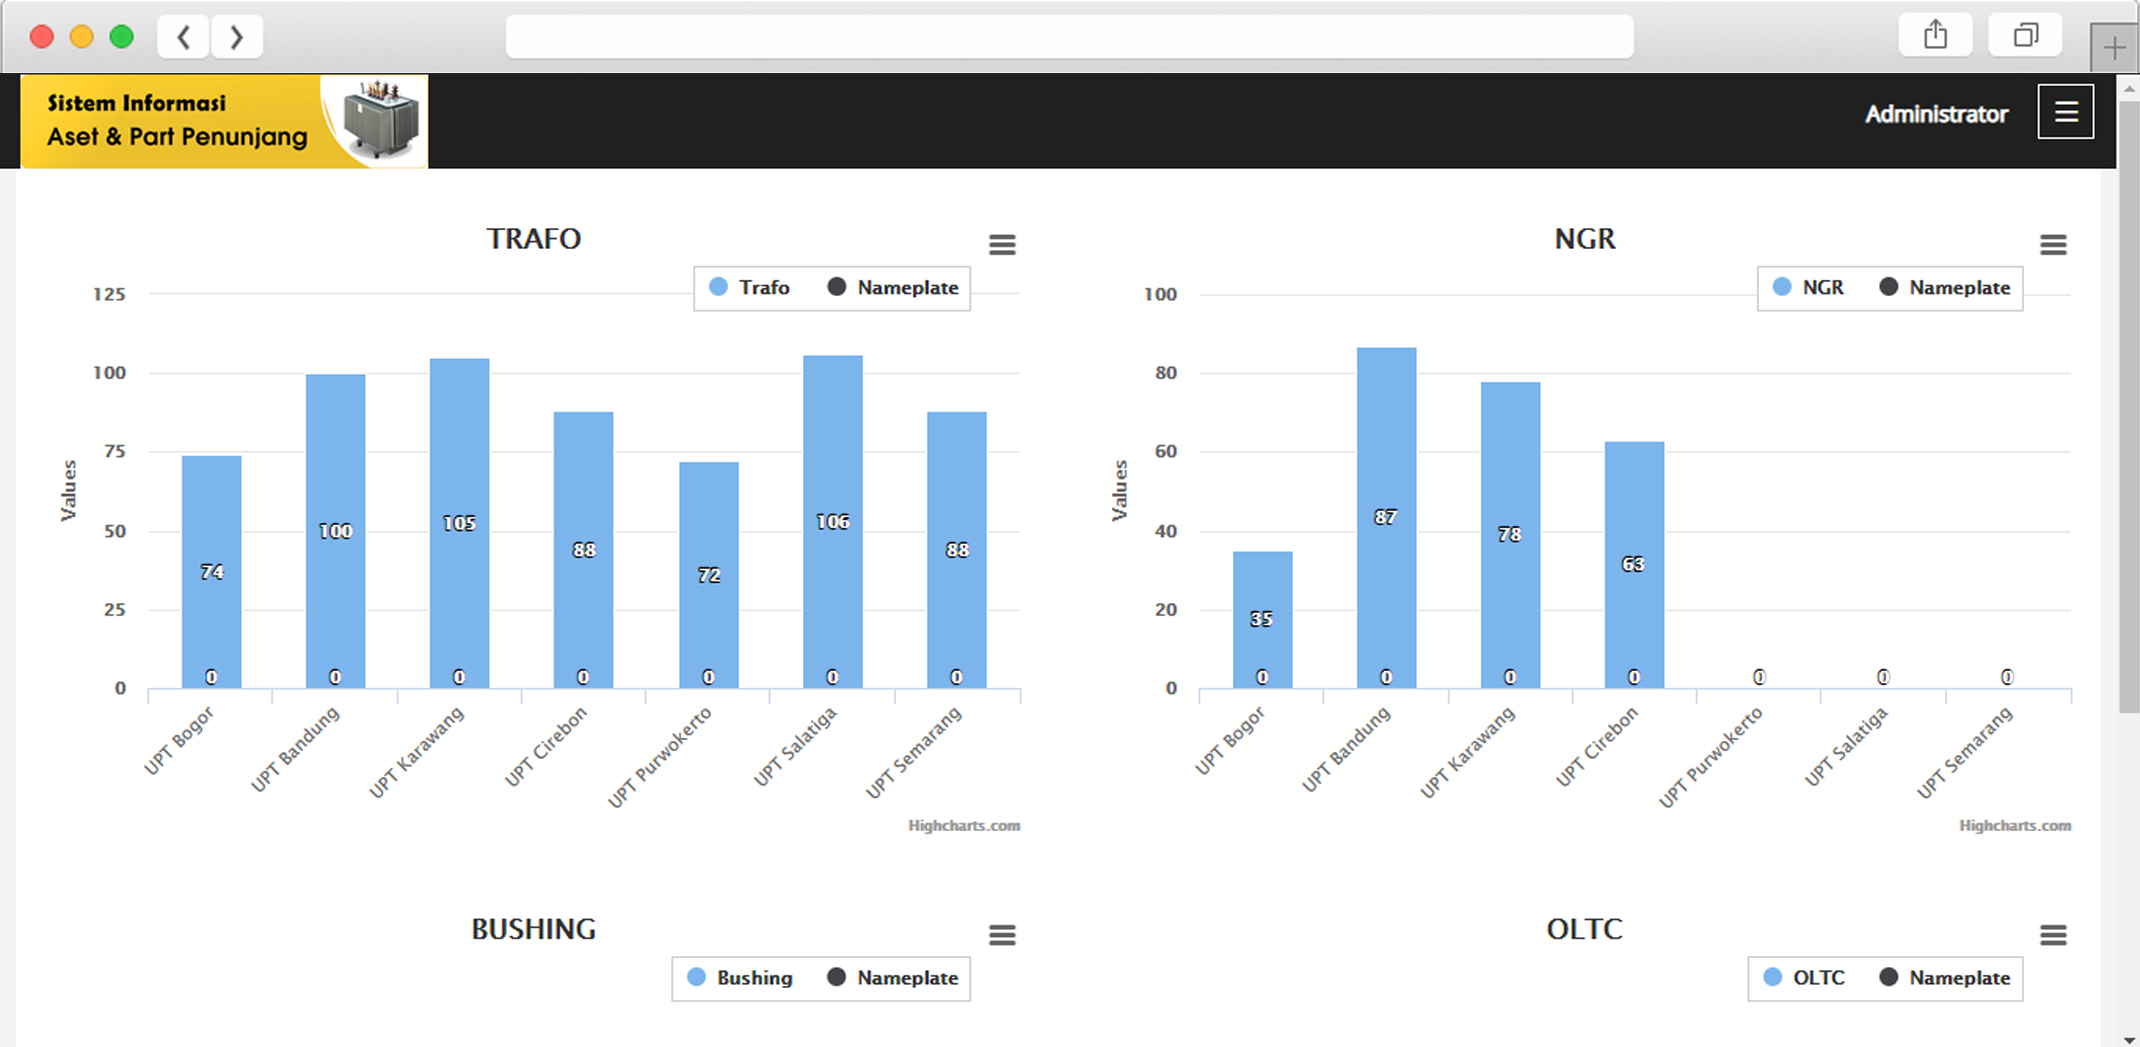 Sistem Informasi
Aset & Part Penunjang
Administrator
TRAFO
Trafo Nameplate
125
100
75
50
25
0
Values
74
100
105
88
72
106
88
0 0 0 0 0 0 0
UPT Bogor
UPT Bandung
UPT Karawang
UPT Cirebon
UPT Purwokerto
UPT Salatiga
UPT Semarang
Highcharts.com
NGR
NGR Nameplate
100
80
60
40
20
0
Values
35
87
78
63
0 0 0 0 0 0 0
UPT Bogor
UPT Bandung
UPT Karawang
UPT Cirebon
UPT Purwokerto
UPT Salatiga
UPT Semarang
Highcharts.com
BUSHING
Bushing Nameplate
OLTC
OLTC Nameplate